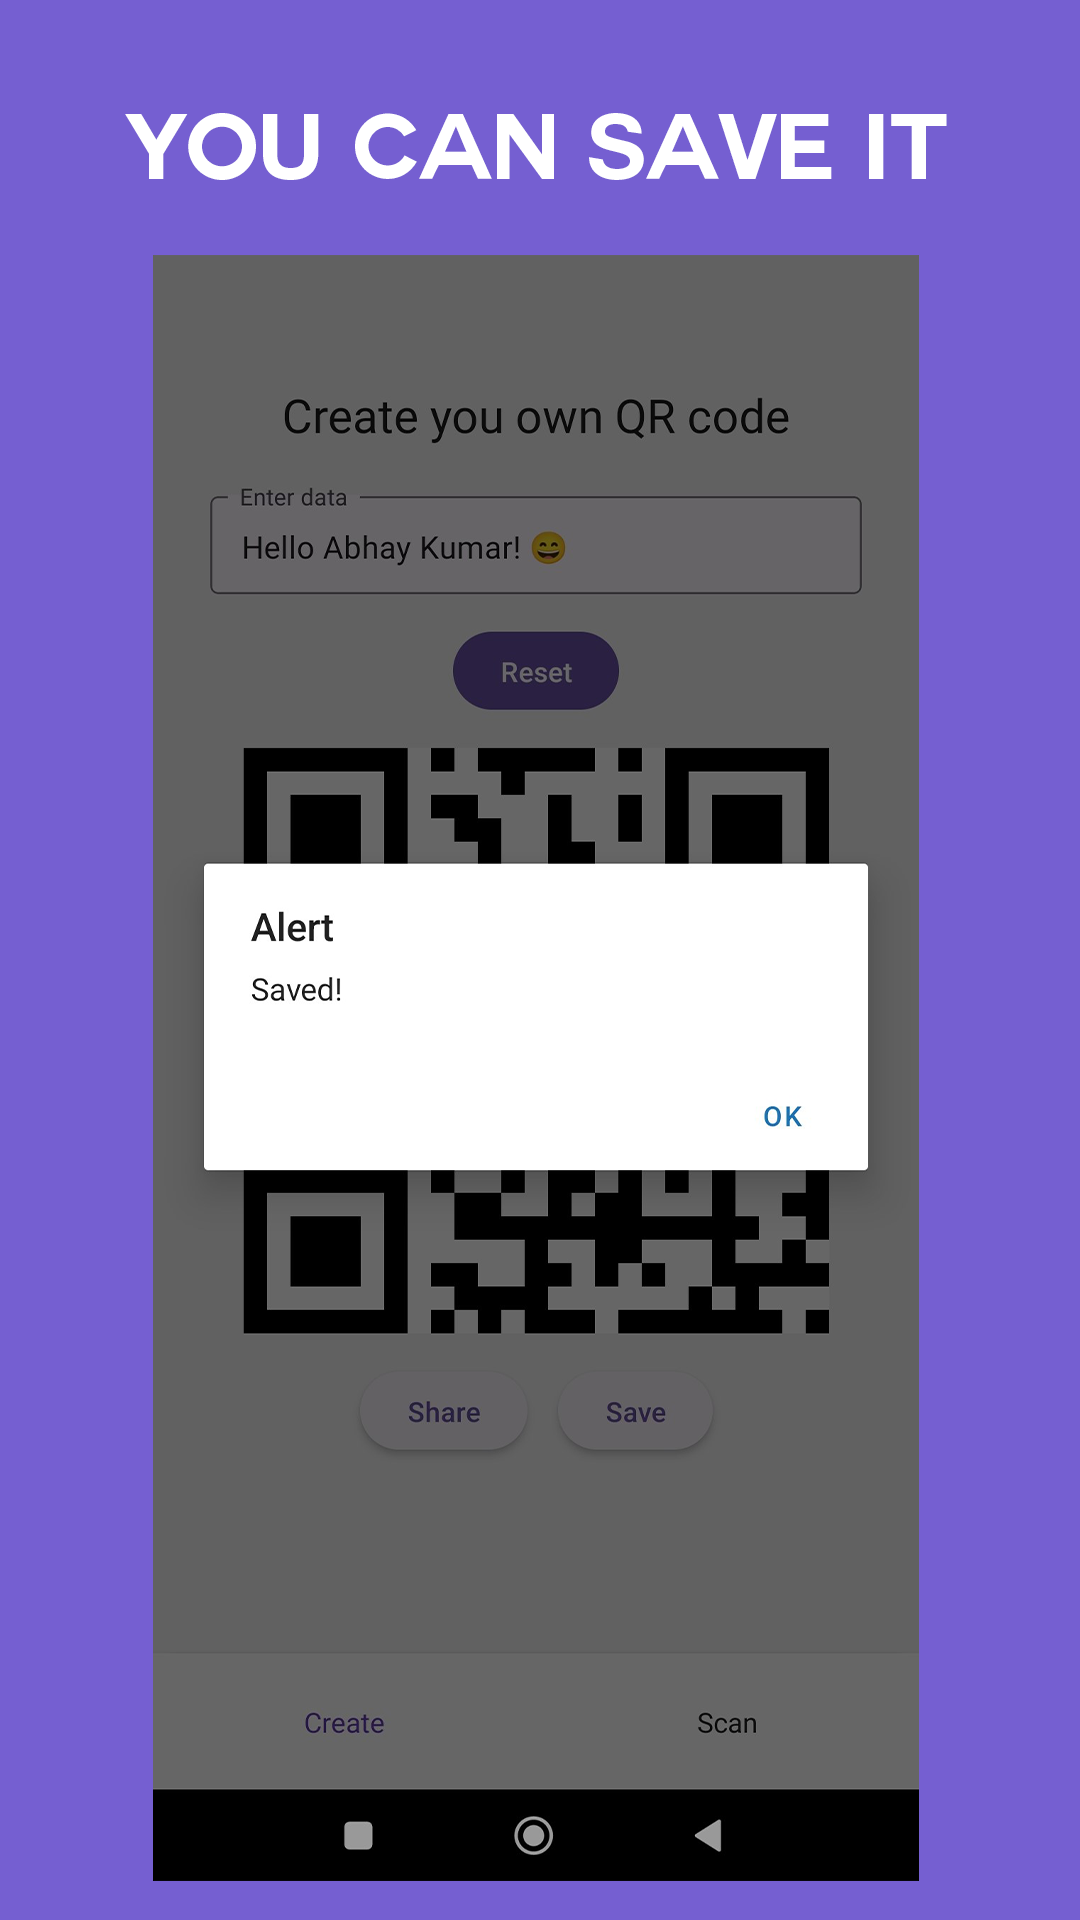 YOU CAN SAVE IT
Create you own QR code
Enter data
Hello Abhay Kumar! 😄
Reset
Alert
Saved!
OK
Share
Save
Create
Scan